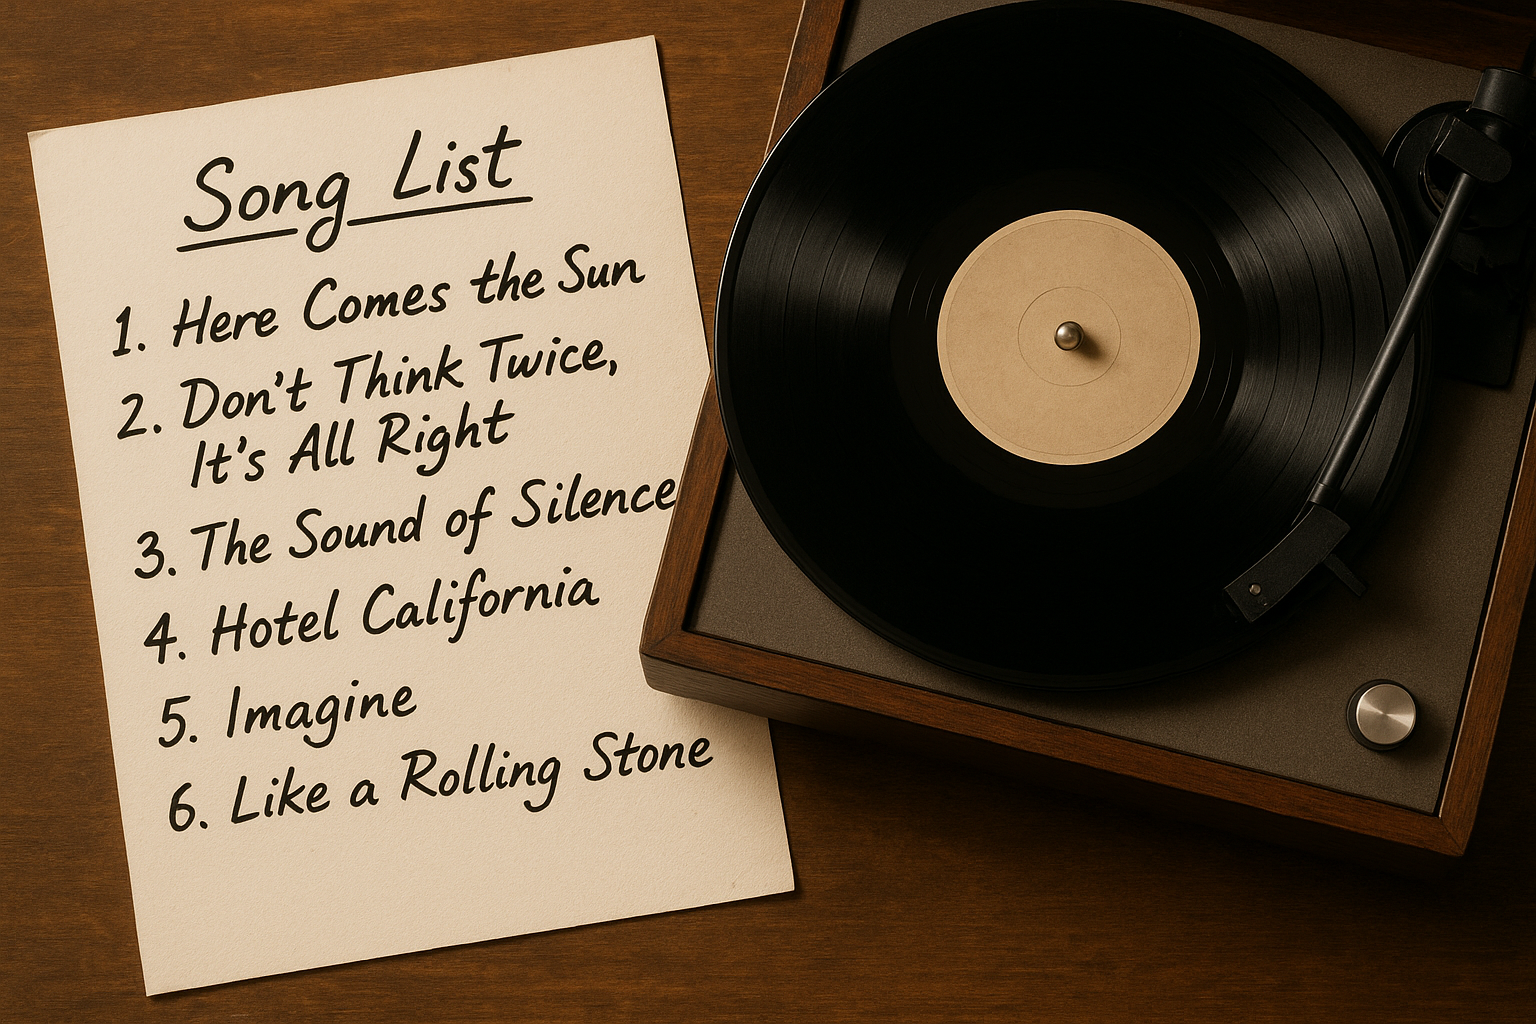 Song List
1. Here Comes the Sun
2. Don't Think Twice,
It's All Right
3. The Sound of Silence
4. Hotel California
5. Imagine
6. Like a Rolling Stone